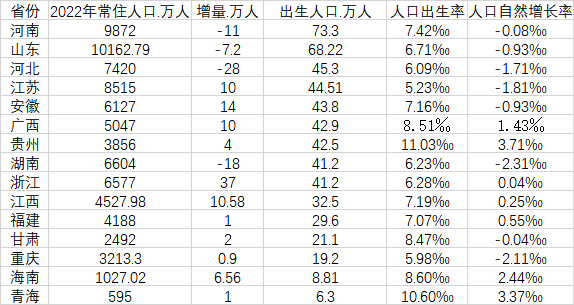 省份 2022年常住人口.万人 增量.万人 出生人口.万人 人口出生率 人口自然增长率
河南 9872 -11 73.3 7.42‰ -0.08‰
山东 10162.79 -7.2 68.22 6.71‰ -0.93‰
河北 7420 -28 45.3 6.09‰ -1.71‰
江苏 8515 10 44.51 5.23‰ -1.81‰
安徽 6127 14 43.8 7.16‰ -0.93‰
广西 5047 10 42.9 8.51‰ 1.43‰
贵州 3856 4 42.5 11.03‰ 3.71‰
湖南 6604 -18 41.2 6.23‰ -2.31‰
浙江 6577 37 41.2 6.28‰ 0.04‰
江西 4527.98 10.58 32.5 7.19‰ 0.25‰
福建 4188 1 29.6 7.07‰ 0.55‰
甘肃 2492 2 21.1 8.47‰ -0.04‰
重庆 3213.3 0.9 19.2 5.98‰ -2.11‰
海南 1027.02 6.56 8.81 8.60‰ 2.44‰
青海 595 1 6.3 10.60‰ 3.37‰